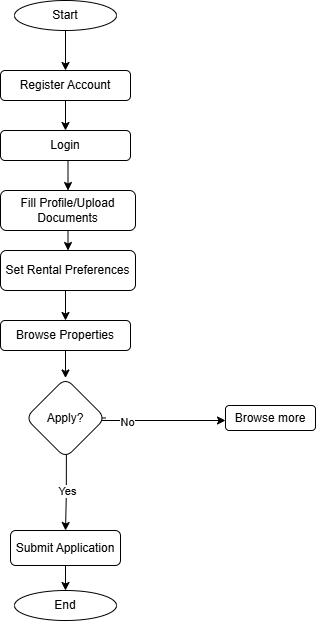 Start
Register Account
Login
Fill Profile/Upload
Documents
Set Rental Preferences
Browse Properties
Apply?
No
Browse more
Yes
Submit Application
End